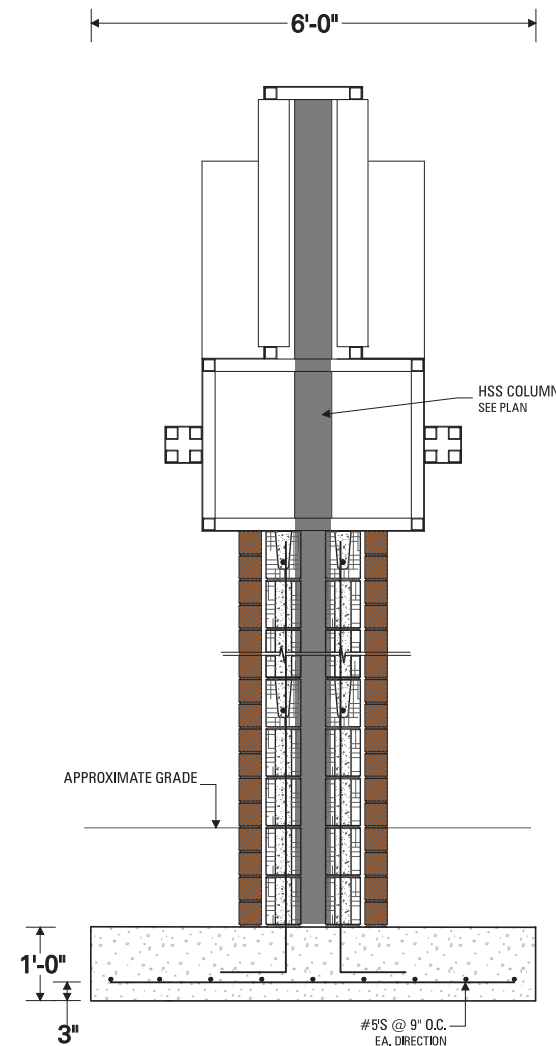 6'-0"
HSS COLUMN
SEE PLAN
APPROXIMATE GRADE
1'-0"
3"
#5'S @ 9" O.C.
EA. DIRECTION